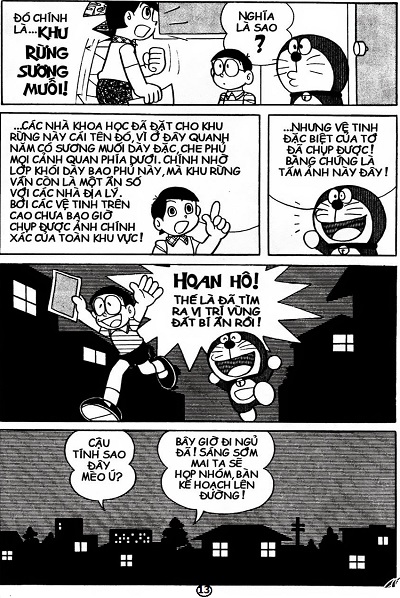 ĐÓ CHÍNH
LÀ...KHU
RỪNG
SƯƠNG
MUỐI!
NGHĨA
LÀ SAO
?
...CÁC NHÀ KHOA HỌC ĐÃ ĐẶT CHO KHU
RỪNG NÀY CÁI TÊN ĐÓ, VÌ Ở ĐÂY QUANH
NĂM CÓ SƯƠNG MUỐI DÀY ĐẶC, CHE PHỦ
MỌI CẢNH QUAN PHÍA DƯỚI. CHÍNH NHỜ
LỚP KHÓI DÀY BAO PHỦ NÀY, MÀ KHU RỪNG
VẪN CÒN LÀ MỘT ẨN SỐ
VỚI CÁC NHÀ ĐỊA LÝ.
BỞI CÁC VỆ TINH TRÊN
CAO CHƯA BAO GIỜ
CHỤP ĐƯỢC ẢNH CHÍNH
XÁC CỦA TOÀN KHU VỰC!
...NHƯNG VỆ TINH
ĐẶC BIỆT CỦA TỚ
ĐÃ CHỤP ĐƯỢC!
BẰNG CHỨNG LÀ
TẤM ẢNH NÀY ĐÂY!
HOAN HÔ!
THẾ LÀ ĐÃ TÌM
RA VỊ TRÍ VÙNG
ĐẤT BÍ ẨN RỒI!
CẬU
TÍNH SAO
ĐÂY
MÈO Ú?
BÂY GIỜ ĐI NGỦ
ĐÃ! SÁNG SỚM
MAI TA SẼ
HỌP NHÓM, BÀN
KẾ HOẠCH LÊN
ĐƯỜNG!
13